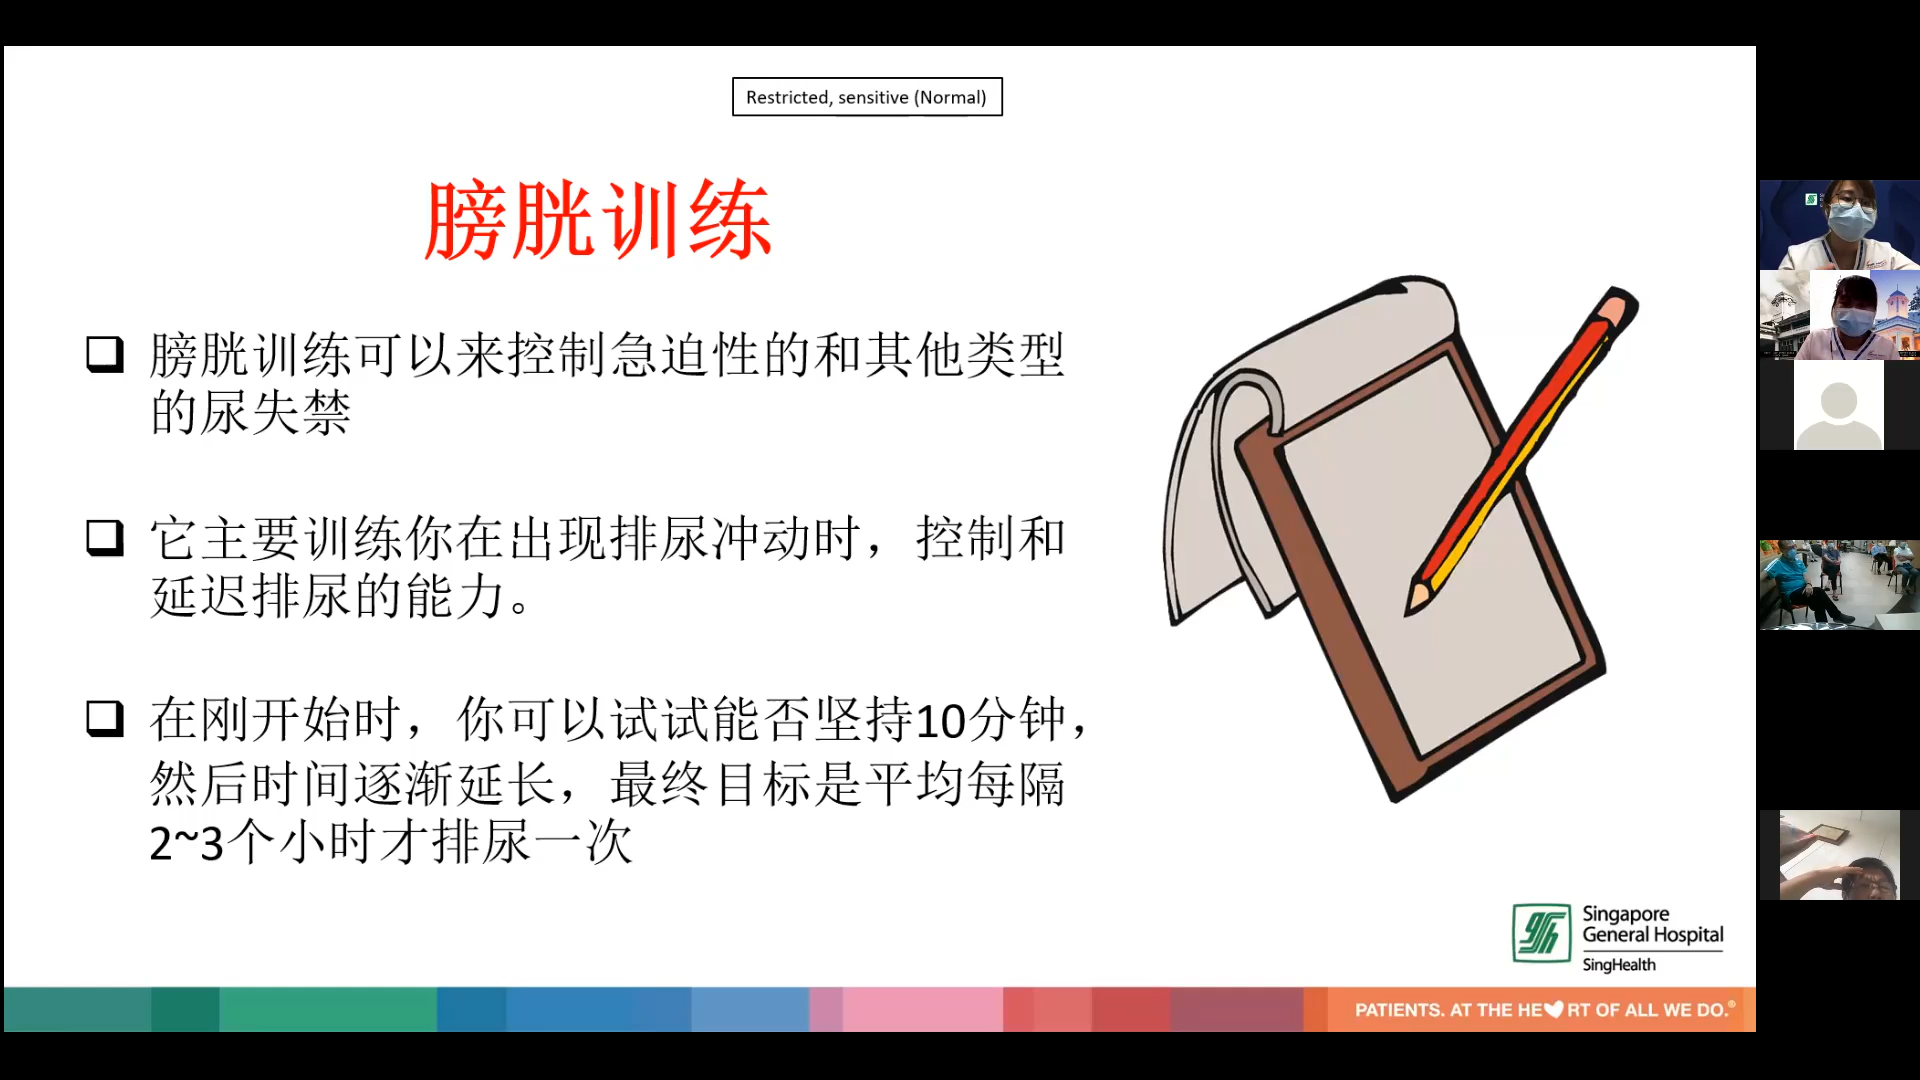 Restricted, sensitive (Normal)
膀胱训练
膀胱训练可以来控制急迫性的和其他类型
的尿失禁
它主要训练你在出现排尿冲动时，控制和
延迟排尿的能力。
在刚开始时，你可以试试能否坚持10分钟，
然后时间逐渐延长，最终目标是平均每隔
2~3个小时才排尿一次
Singapore
General Hospital
SingHealth
PATIENTS. AT THE HE♥RT OF ALL WE DO.®